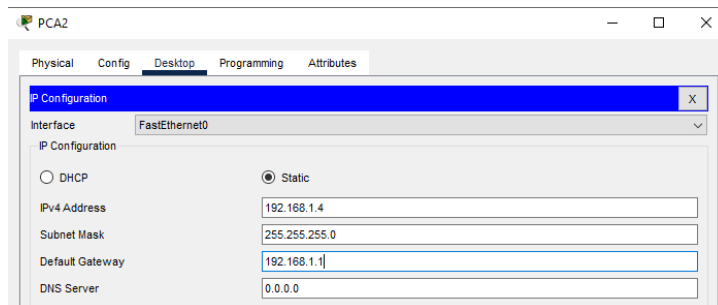 PCA2
Physical Config Desktop Programming Attributes
IP Configuration X
Interface FastEthernet0
IP Configuration
DHCP Static
IPv4 Address 192.168.1.4
Subnet Mask 255.255.255.0
Default Gateway 192.168.1.1
DNS Server 0.0.0.0